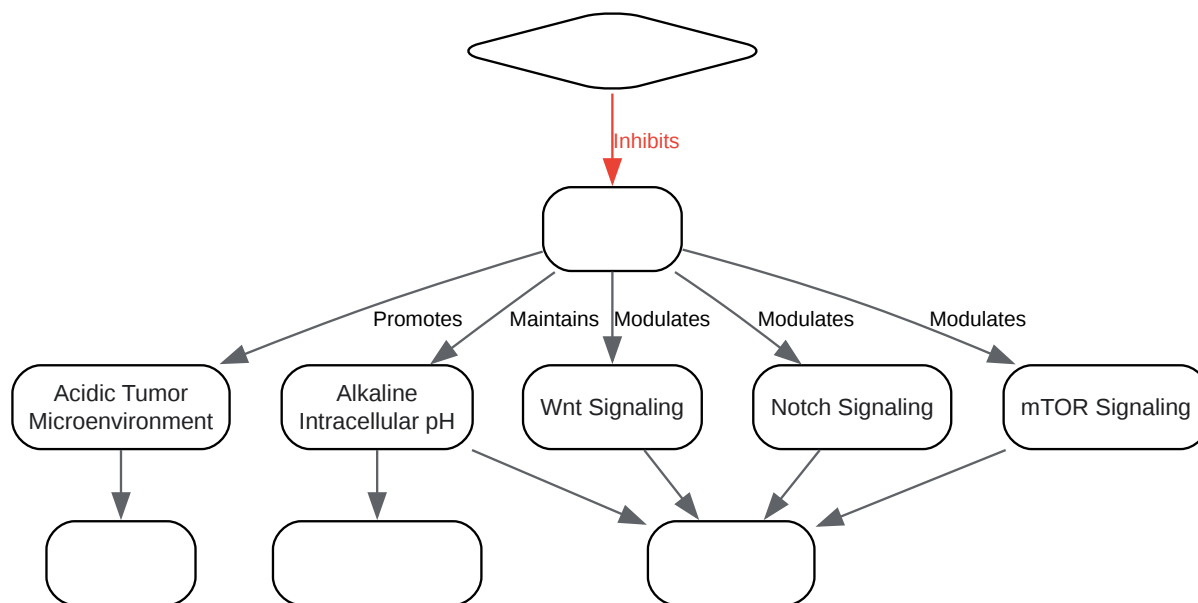 Inhibits
Promotes
Maintains
Modulates
Modulates
Modulates
Acidic Tumor
Microenvironment
Alkaline
Intracellular pH
Wnt Signaling
Notch Signaling
mTOR Signaling